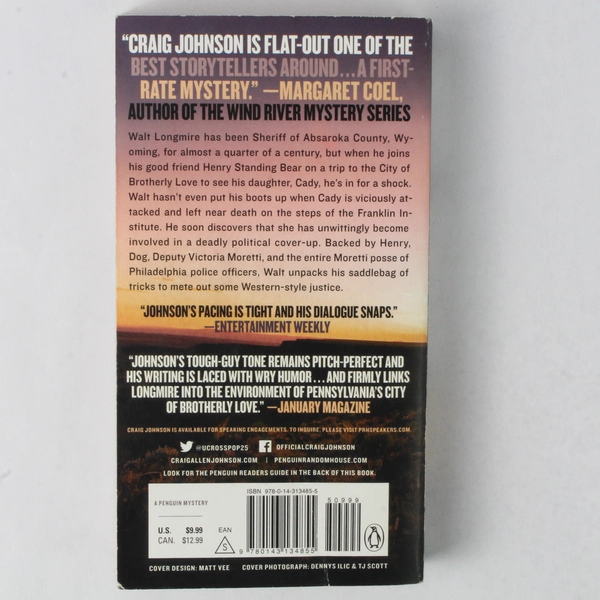 “CRAIG JOHNSON IS FLAT-OUT ONE OF THE
BEST STORYTELLERS AROUND...A FIRST-
RATE MYSTERY.” —MARGARET COEL,
AUTHOR OF THE WIND RIVER MYSTERY SERIES
Walt Longmire has been Sheriff of Absaroka County, Wy-
oming, for almost a quarter of a century, but when he joins
his good friend Henry Standing Bear on a trip to the City of
Brotherly Love to see his daughter, Cady, he’s in for a shock.
Walt hasn’t even put his boots up when Cady is viciously at-
tacked and left near death on the steps of the Franklin In-
stitute. He soon discovers that she has unwittingly become
involved in a deadly political cover-up. Backed by Henry,
Dog, Deputy Victoria Moretti, and the entire Moretti posse of
Philadelphia police officers, Walt unpacks his saddlebag of
tricks to mete out some Western-style justice.
“JOHNSON’S PACING IS TIGHT AND HIS DIALOGUE SNAPS.”
—ENTERTAINMENT WEEKLY
“JOHNSON’S TOUGH-GUY TONE REMAINS PITCH-PERFECT AND
HIS WRITING IS LACED WITH WRY HUMOR...AND FIRMLY LINKS
LONGMIRE INTO THE ENVIRONMENT OF PENNSYLVANIA’S CITY
OF BROTHERLY LOVE.” —JANUARY MAGAZINE
CRAIG JOHNSON IS AVAILABLE FOR SPEAKING ENGAGEMENTS. TO INQUIRE, PLEASE VISIT PRHSPEAKERS.COM.
@UCROSSPOP25 OFFICIALCRAIGJOHNSON
CRAIGALLENJOHNSON.COM | PENGUINRANDOMHOUSE.COM
LOOK FOR THE PENGUIN READERS GUIDE IN THE BACK OF THIS BOOK.
ISBN 978-0-14-313485-5
50999
A PENGUIN MYSTERY
U.S. $9.99
CAN. $12.99
EAN
S
9 780143 134855
COVER DESIGN: MATT VEE COVER PHOTOGRAPH: DENNYS ILIC & TJ SCOTT